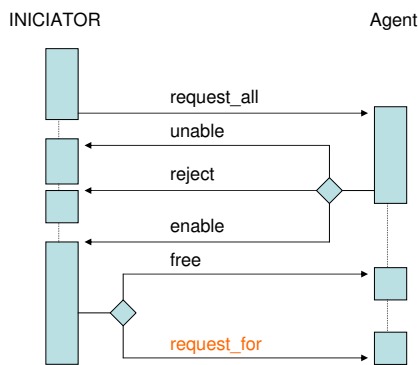 INICIATOR
Agent
request_all
unable
reject
enable
free
request_for